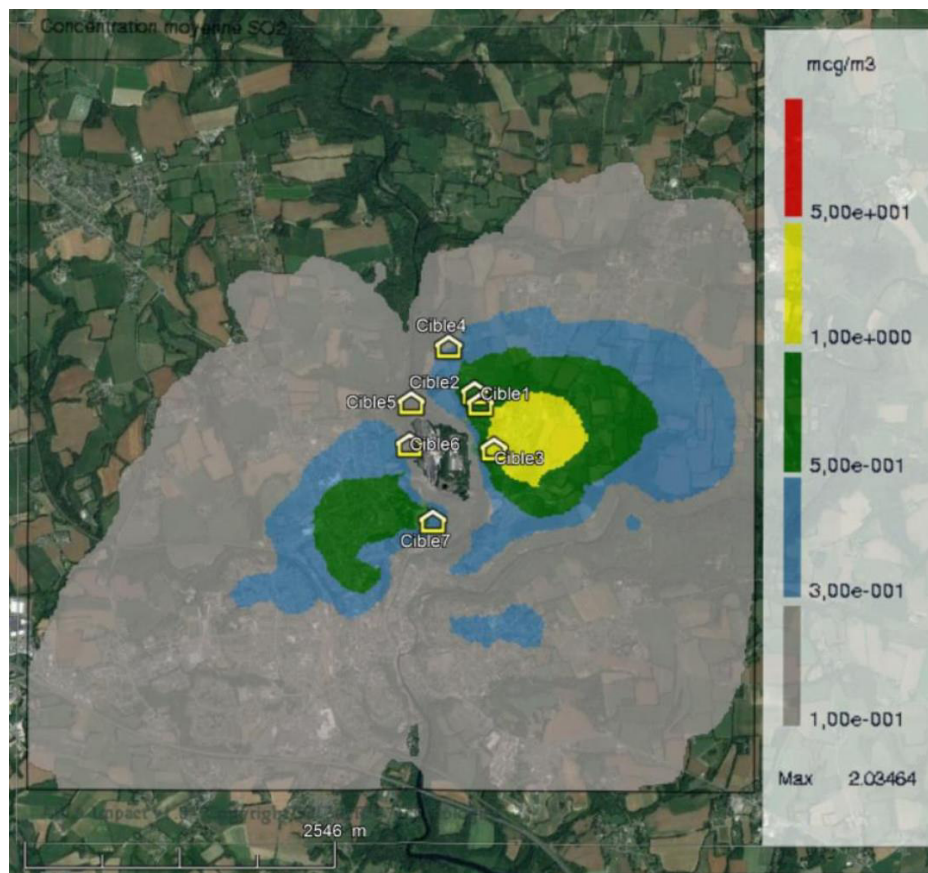 Concentration moyenne SO2
mcg/m3
5,00e+001
1,00e+000
Cible4
Cible2
Cible1
Cible5
Cible6
Cible3
5,00e-001
Cible7
3,00e-001
1,00e-001
Max 2.03464
2546 m